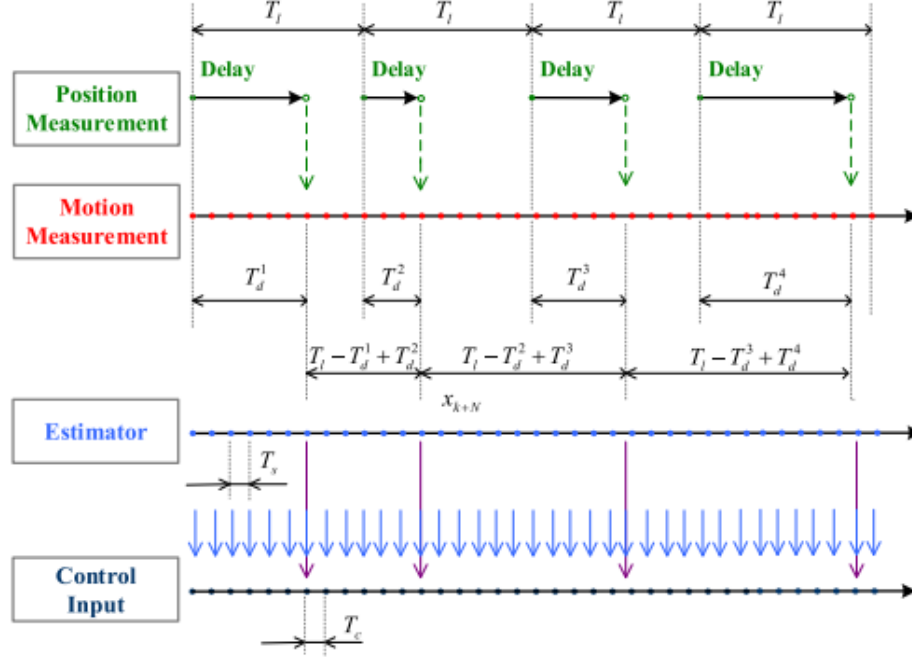 T_l T_l T_l T_l
Delay Delay Delay Delay
Position
Measurement
Motion
Measurement
T_d^1 T_d^2 T_d^3 T_d^4
T_l − T_d^1 + T_d^2 T_l − T_d^2 + T_d^3 T_l − T_d^3 + T_d^4
x_{k+N}
Estimator
T_s
Control
Input
T_c